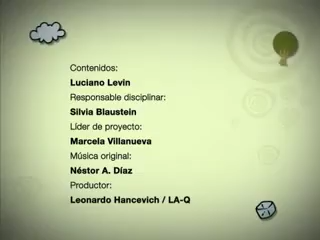 Contenidos:
Luciano Levin
Responsable disciplinar:
Silvia Blaustein
Líder de proyecto:
Marcela Villanueva
Música original:
Néstor A. Díaz
Productor:
Leonardo Hancevich / LA-Q